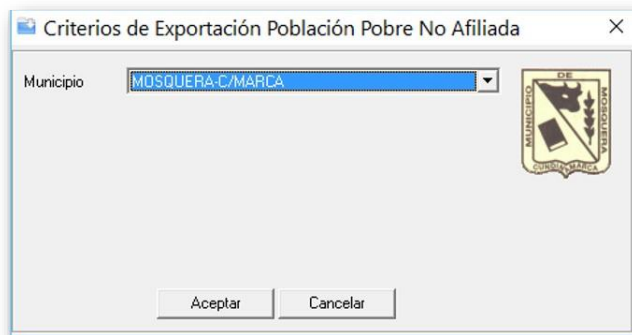 Criterios de Exportación Población Pobre No Afiliada
Municipio
MOSQUERA-C/MARCA
DE
MUNICIPIO
MOSQUERA
CUNDINAMARCA
Aceptar
Cancelar